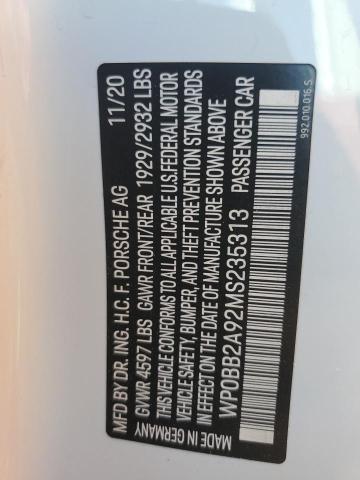 MFD BY DR. ING. H.C. F. PORSCHE AG 11/20
GERMANY
GVWR 4597 LBS GAWR FRONT/REAR 1929/2932 LBS
THIS VEHICLE CONFORMS TO ALL APPLICABLE U.S. FEDERAL MOTOR
VEHICLE SAFETY, BUMPER, AND THEFT PREVENTION STANDARDS
IN EFFECT ON THE DATE OF MANUFACTURE SHOWN ABOVE
WP0BB2A92MS235313 PASSENGER CAR
992.010.016.S